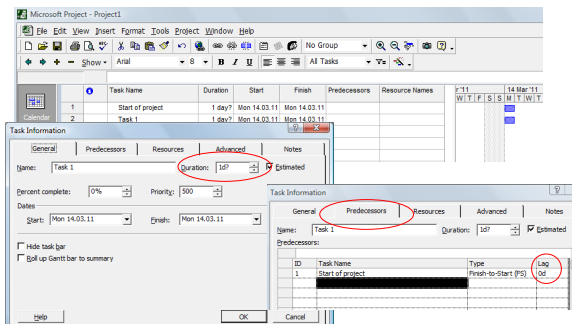 Microsoft Project - Project1
File Edit View Insert Format Tools Project Window Help
No Group
Show Arial 8 B I U All Tasks
Task Name Duration Start Finish Predecessors Resource Names r '11 14 Mar '11
W T F S S M T W T
1 Start of project 1 day? Mon 14.03.11 Mon 14.03.11
Calendar 2 Task 1 1 day? Mon 14.03.11 Mon 14.03.11
Task Information
General Predecessors Resources Advanced Notes
Name: Task 1 Duration: 1d? Estimated
Percent complete: 0% Priority: 500
Dates
Start: Mon 14.03.11 Finish: Mon 14.03.11
Hide task bar
Roll up Gantt bar to summary
Help OK Cancel
Task Information
General Predecessors Resources Advanced Notes
Name: Task 1 Duration: 1d? Estimated
Predecessors:
ID Task Name Type Lag
1 Start of project Finish-to-Start (FS) 0d